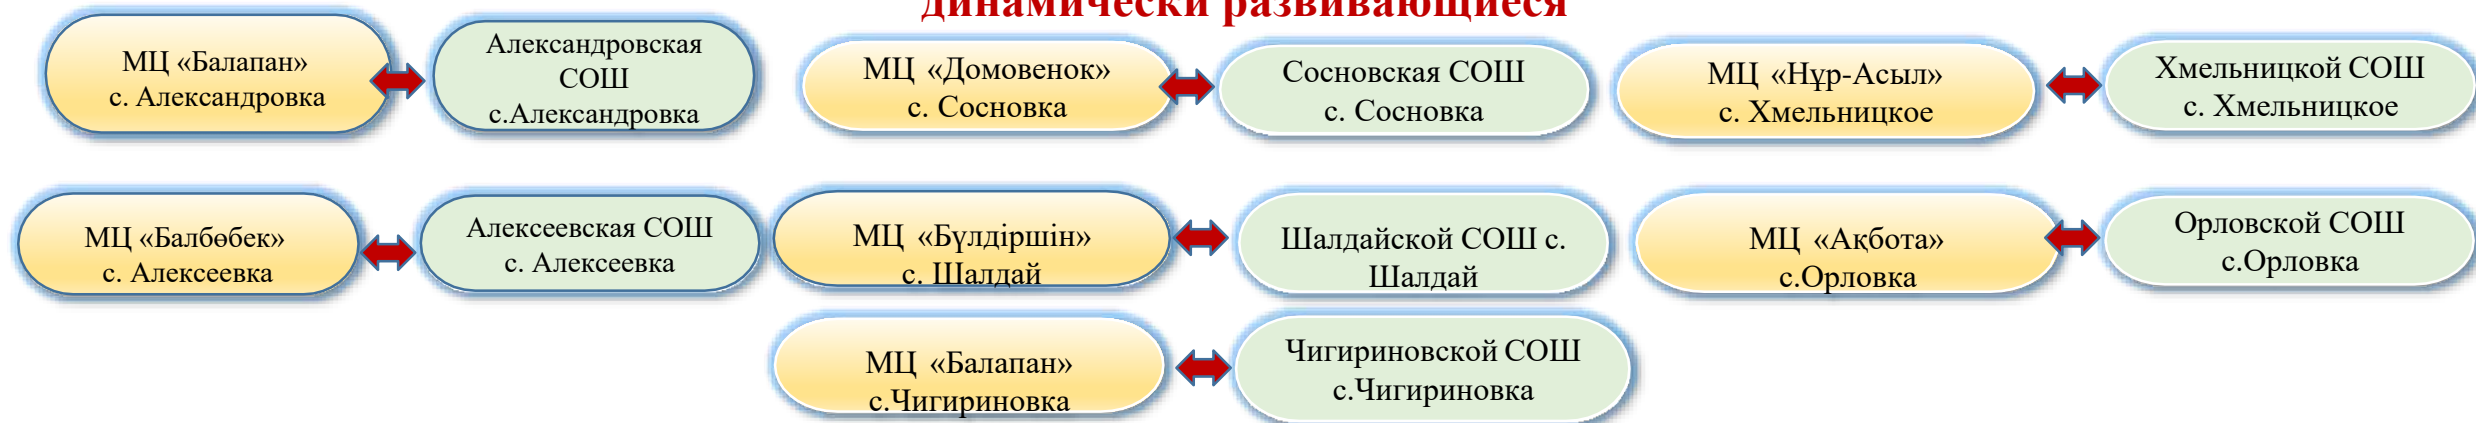 динамически развивающиеся
МЦ «Балапан»
с. Александровка
Александровская
СОШ
с.Александровка
МЦ «Домовенок»
с. Сосновка
Сосновская СОШ
с. Сосновка
МЦ «Нұр-Асыл»
с. Хмельницкое
Хмельницкой СОШ
с. Хмельницкое
МЦ «Балбөбек»
с. Алексеевка
Алексеевская СОШ
с. Алексеевка
МЦ «Бүлдіршін»
с. Шалдай
Шалдайской СОШ с.
Шалдай
МЦ «Ақбота»
с.Орловка
Орловской СОШ
с.Орловка
МЦ «Балапан»
с.Чигириновка
Чигириновской СОШ
с.Чигириновка